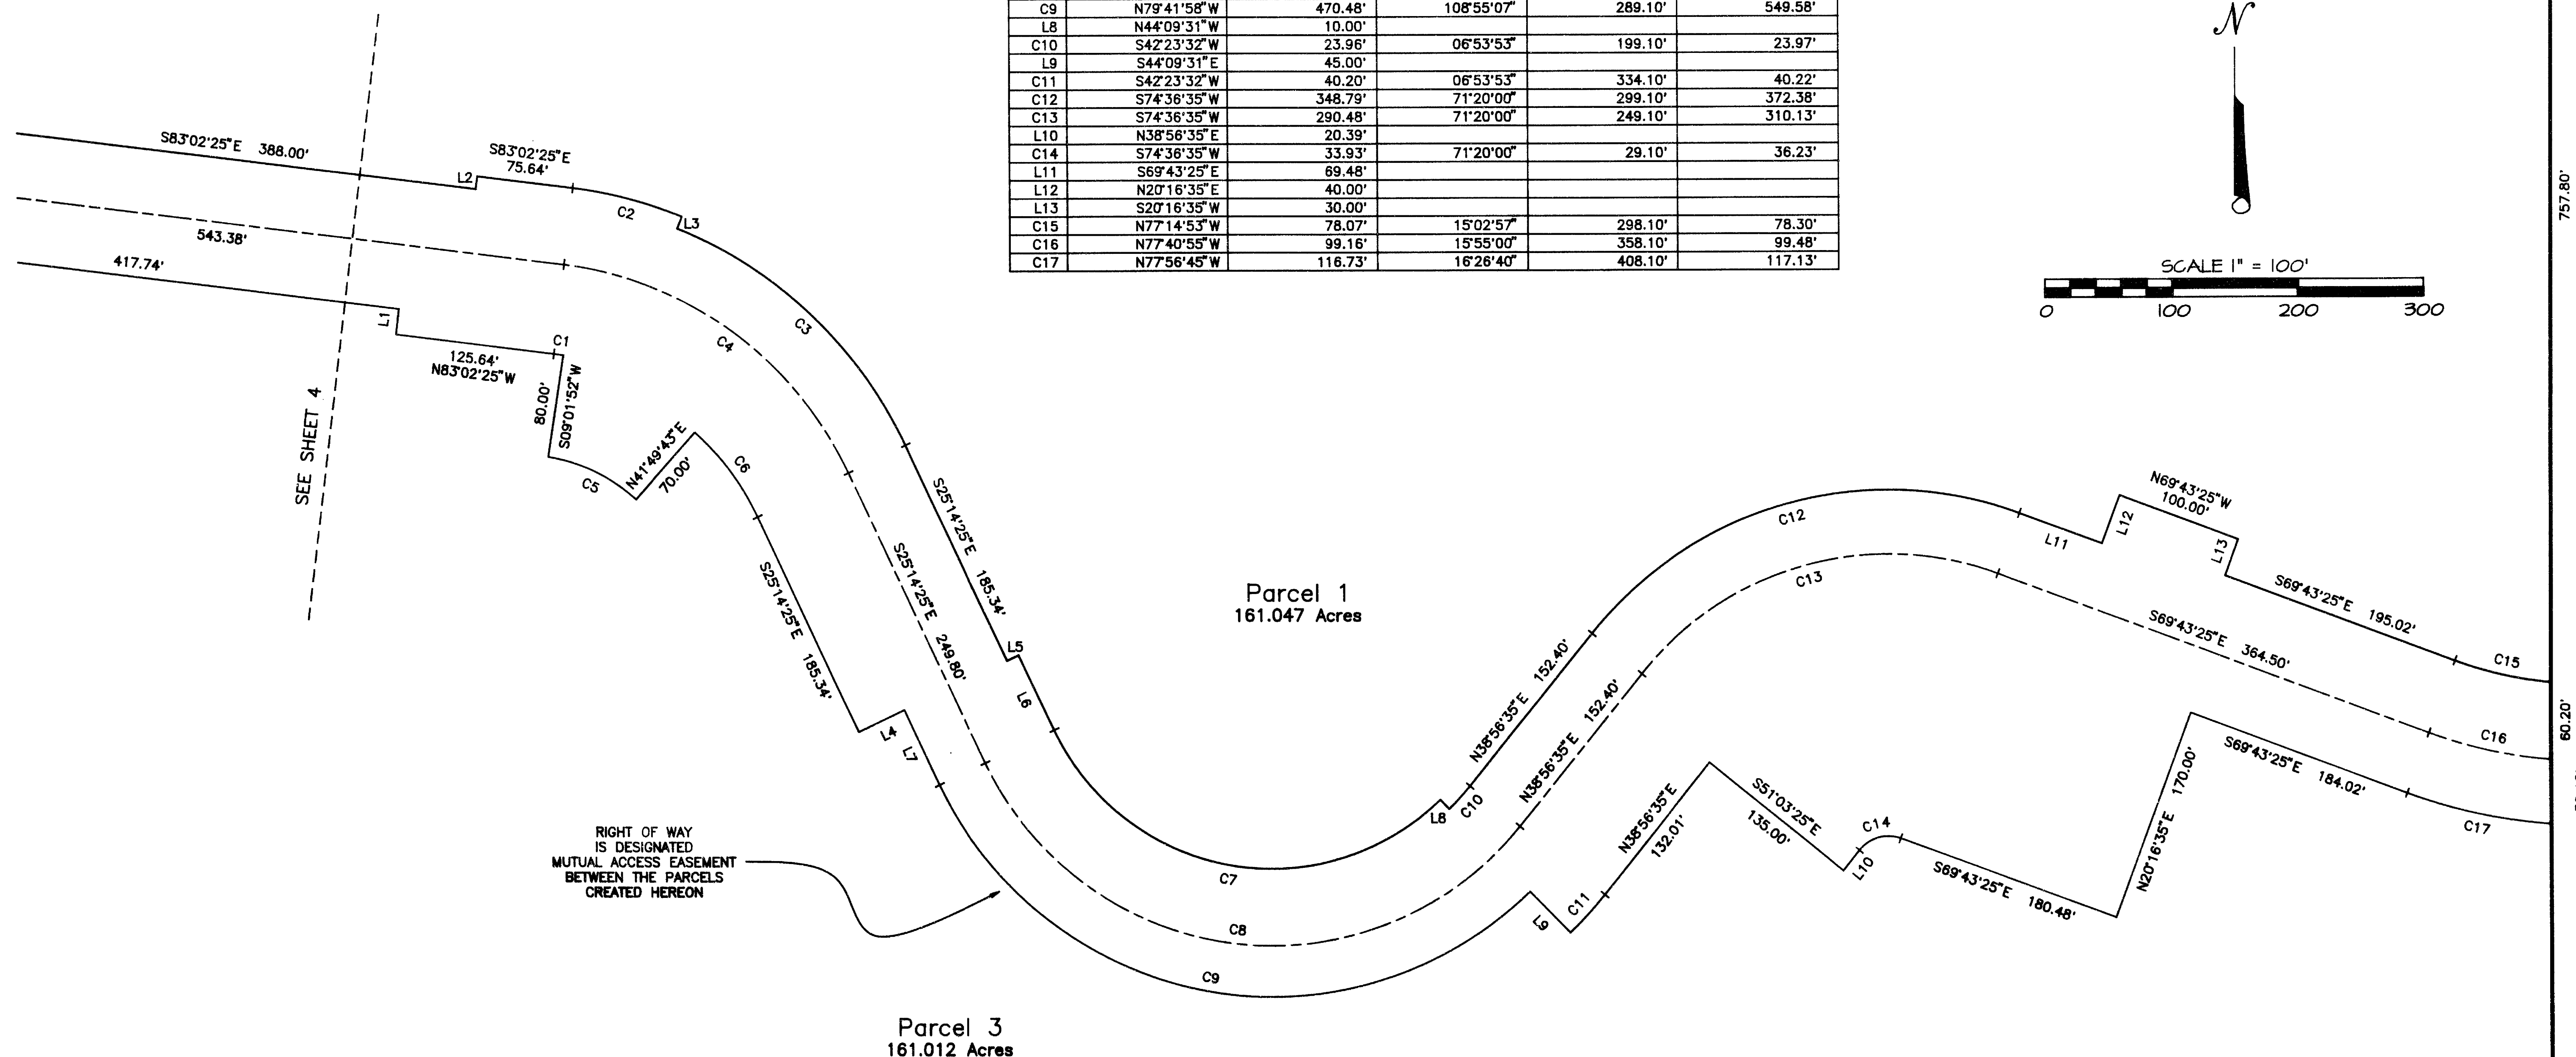 C9 N79°41'58"W 470.48' 108°55'07" 289.10' 549.58'
L8 N44°09'31"W 10.00'
C10 S42°23'32"W 23.96' 06°53'53" 199.10' 23.97'
L9 S44°09'31"E 45.00'
C11 S42°23'32"W 40.20' 06°53'53" 334.10' 40.22'
C12 S74°36'35"W 348.79' 71°20'00" 299.10' 372.38'
C13 S74°36'35"W 290.48' 71°20'00" 249.10' 310.13'
L10 N38°56'35"E 20.39'
C14 S74°36'35"W 33.93' 71°20'00" 29.10' 36.23'
L11 S69°43'25"E 69.48'
L12 N20°16'35"E 40.00'
L13 S20°16'35"W 30.00'
C15 N77°14'53"W 78.07' 15°02'57" 298.10' 78.30'
C16 N77°40'55"W 99.16' 15°55'00" 358.10' 99.48'
C17 N77°56'45"W 116.73' 16°26'40" 408.10' 117.13'
N
SCALE 1" = 100'
0 100 200 300
757.80'
60.20'
S83°02'25"E 388.00'
L2
S83°02'25"E
75.64'
C2
L3
543.38'
417.74'
L1
125.64'
N83°02'25"W
C1
80.00'
S09°01'52"W
SEE SHEET 4
C3
C4
C5
N41°49'43"E
70.00'
C6
S25°14'25"E 185.34'
S25°14'25"E 249.80'
S25°14'25"E 185.34'
L4
L7
L5
L6
Parcel 1
161.047 Acres
C7
C8
C9
L8
C10
N38°56'35"E 152.40'
N38°56'35"E 152.40'
L9
C11
N38°56'35"E
132.01'
C12
C13
L11
L12
N69°43'25"W
100.00'
L13
S69°43'25"E 195.02'
C15
S69°43'25"E 364.50'
C16
S69°43'25"E 184.02'
C17
S51°03'25"E
135.00'
L10
C14
S69°43'25"E 180.48'
N20°16'35"E 170.00'
RIGHT OF WAY
IS DESIGNATED
MUTUAL ACCESS EASEMENT
BETWEEN THE PARCELS
CREATED HEREON
Parcel 3
161.012 Acres